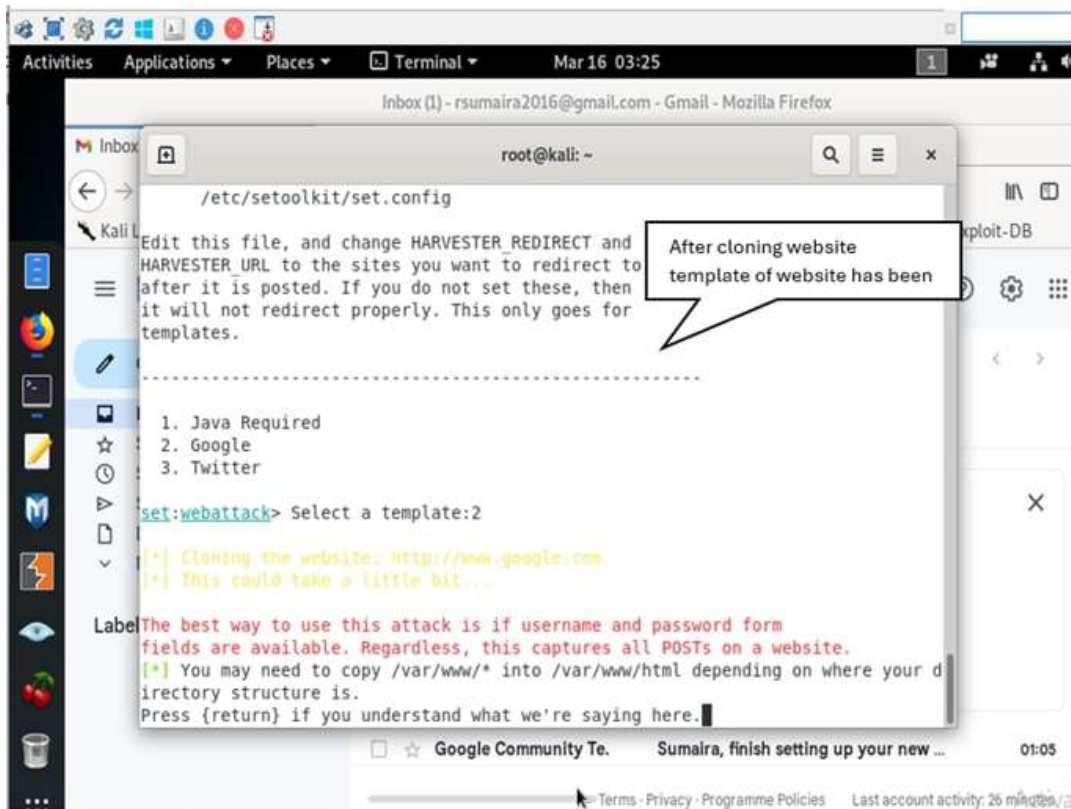 Activities Applications Places Terminal Mar 16 03:25 1
Inbox (1) - rsumaira2016@gmail.com - Gmail - Mozilla Firefox
Inbox
root@kali: ~
Kali L
xploit-DB
/etc/setoolkit/set.config
Edit this file, and change HARVESTER_REDIRECT and
HARVESTER_URL to the sites you want to redirect to
after it is posted. If you do not set these, then
it will not redirect properly. This only goes for
templates.
After cloning website
template of website has been
--------------------------------------------------------
1. Java Required
2. Google
3. Twitter
set:webattack> Select a template:2
[*] Cloning the website: http://www.google.com
[*] This could take a little bit...
The best way to use this attack is if username and password form
fields are available. Regardless, this captures all POSTs on a website.
[*] You may need to copy /var/www/* into /var/www/html depending on where your d
irectory structure is.
Press {return} if you understand what we're saying here.
Label
Google Community Te. Sumaira, finish setting up your new ... 01:05
Terms · Privacy · Programme Policies Last account activity: 26 minutes